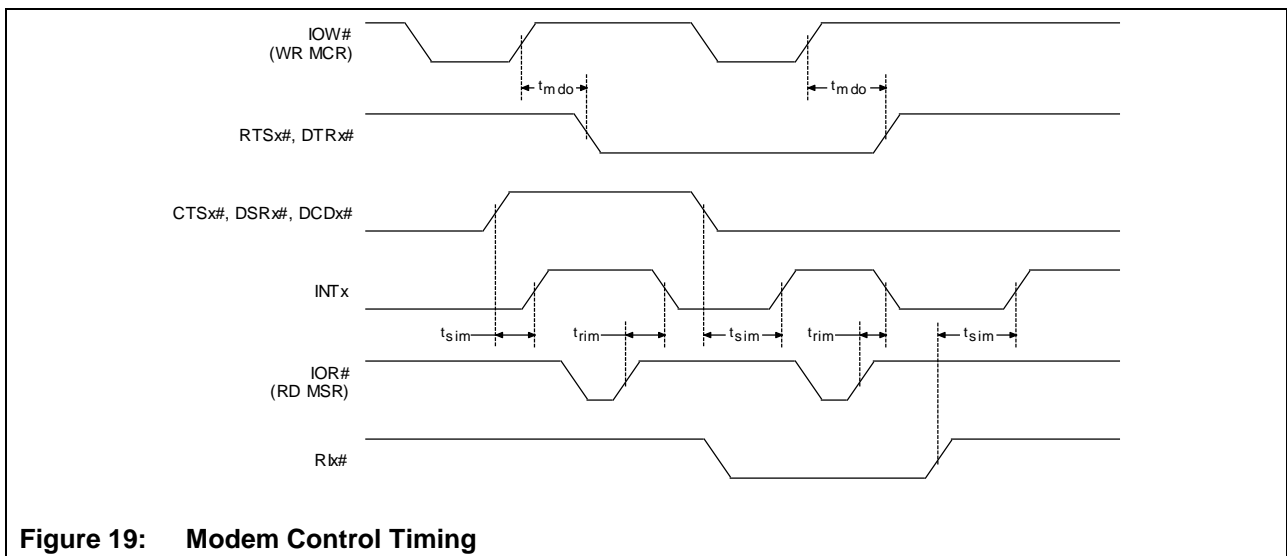 IOW#
(WR MCR)
tmdo
tmdo
RTSx#, DTRx#
CTSx#, DSRx#, DCDx#
INTx
tsim
trim
tsim
trim
tsim
IOR#
(RD MSR)
RIx#
Figure 19: Modem Control Timing